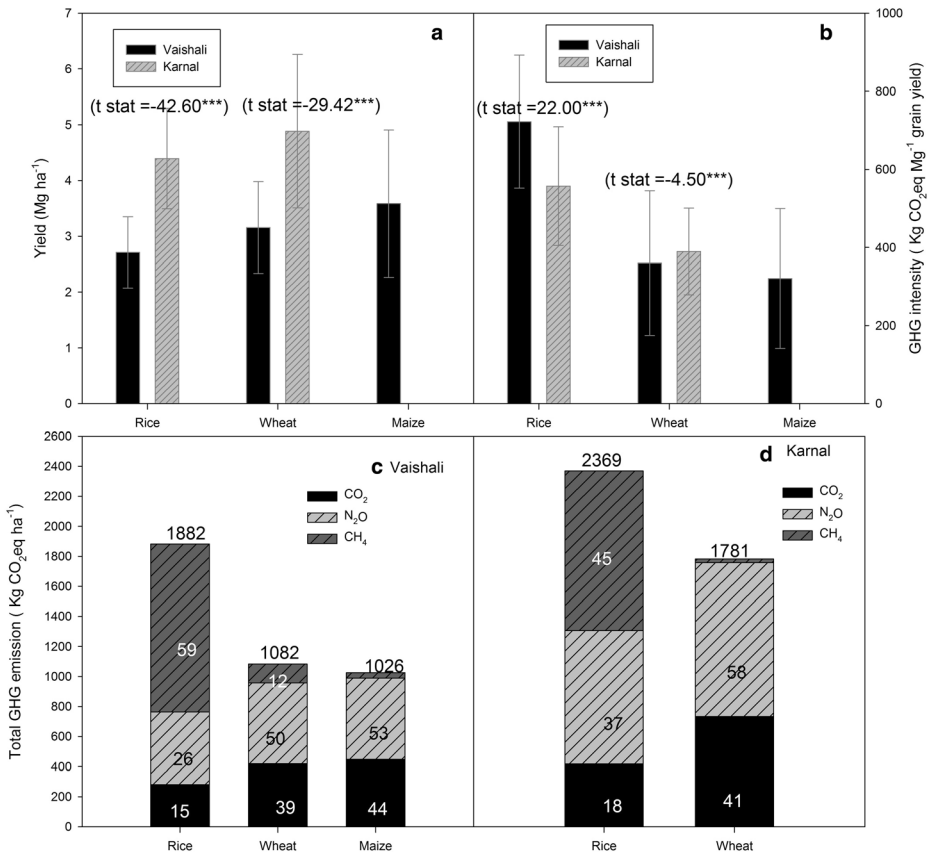 7
6
5
4
3
2
1
0
Yield (Mg ha-1)
Vaishali
Karnal
a
(t stat =-42.60***)
(t stat =-29.42***)
Rice
Wheat
Maize
Vaishali
Karnal
b
(t stat =22.00***)
(t stat =-4.50***)
Rice
Wheat
Maize
1000
800
600
400
200
0
GHG intensity ( Kg CO2eq Mg-1 grain yield)
2600
2400
2200
2000
1800
1600
1400
1200
1000
800
600
400
200
0
Total GHG emission ( Kg CO2eq ha-1)
c Vaishali
CO2
N2O
CH4
1882
59
26
15
1082
12
50
39
1026
53
44
Rice
Wheat
Maize
d Karnal
CO2
N2O
CH4
2369
45
37
18
1781
58
41
Rice
Wheat